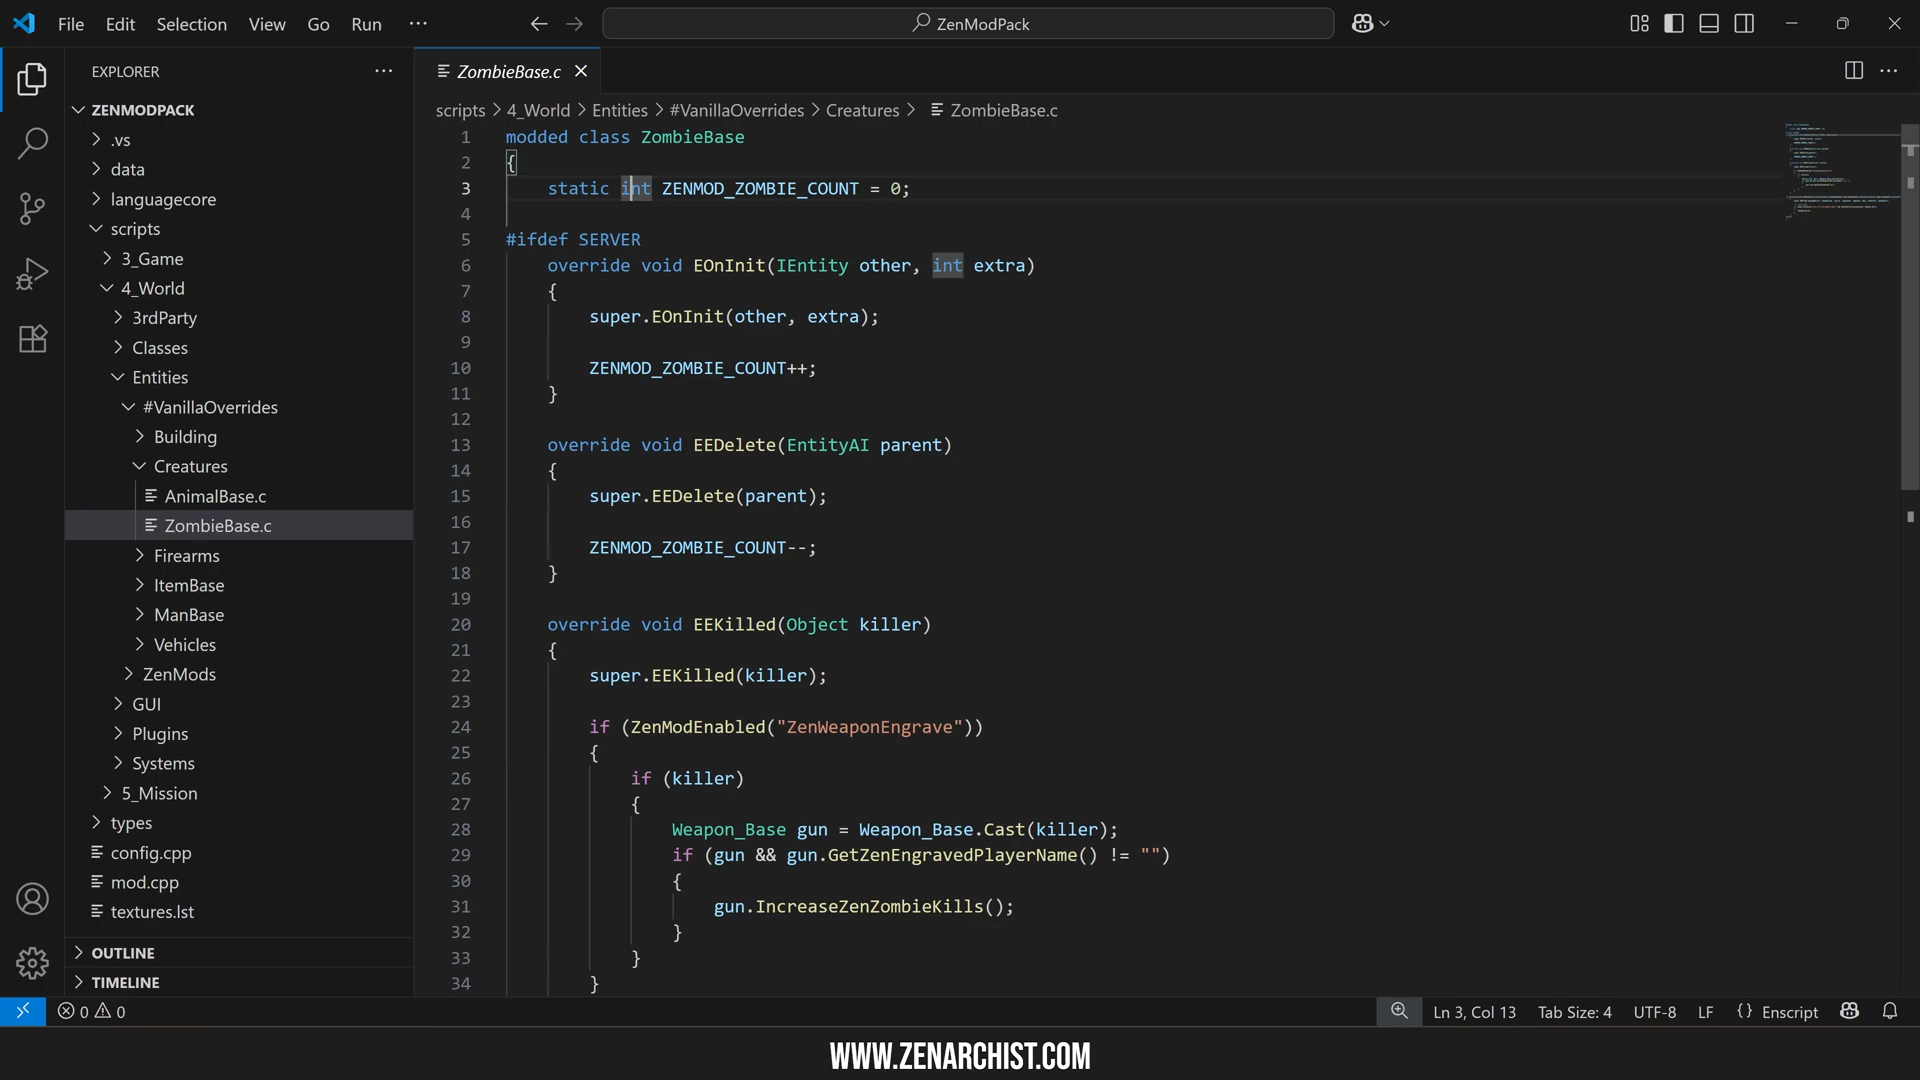 File Edit Selection View Go Run ···
ZenModPack
EXPLORER
ZENMODPACK
.vs
data
languagecore
scripts
3_Game
4_World
3rdParty
Classes
Entities
#VanillaOverrides
Building
Creatures
AnimalBase.c
ZombieBase.c
Firearms
ItemBase
ManBase
Vehicles
ZenMods
GUI
Plugins
Systems
5_Mission
types
config.cpp
mod.cpp
textures.lst
OUTLINE
TIMELINE
ZombieBase.c
scripts > 4_World > Entities > #VanillaOverrides > Creatures > ZombieBase.c
1 modded class ZombieBase
2 {
3 static int ZENMOD_ZOMBIE_COUNT = 0;
4
5 #ifdef SERVER
6 override void EOnInit(IEntity other, int extra)
7 {
8 super.EOnInit(other, extra);
9
10 ZENMOD_ZOMBIE_COUNT++;
11 }
12
13 override void EEDelete(EntityAI parent)
14 {
15 super.EEDelete(parent);
16
17 ZENMOD_ZOMBIE_COUNT--;
18 }
19
20 override void EEKilled(Object killer)
21 {
22 super.EEKilled(killer);
23
24 if (ZenModEnabled("ZenWeaponEngrave"))
25 {
26 if (killer)
27 {
28 Weapon_Base gun = Weapon_Base.Cast(killer);
29 if (gun && gun.GetZenEngravedPlayerName() != "")
30 {
31 gun.IncreaseZenZombieKills();
32 }
33 }
34 }
0 0
Ln 3, Col 13 Tab Size: 4 UTF-8 LF {} Enscript
WWW.ZENARCHIST.COM